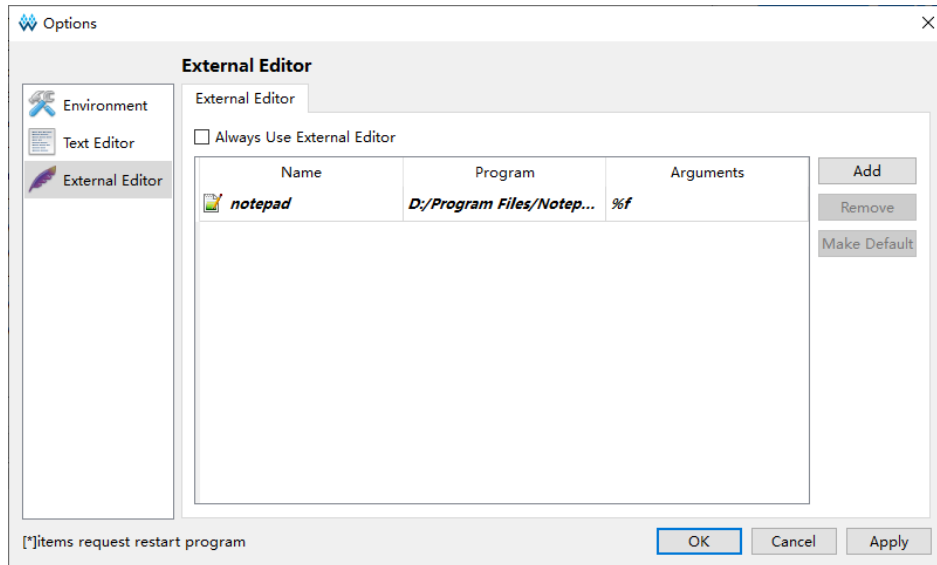 Options
External Editor
Environment
Text Editor
External Editor
External Editor
Always Use External Editor
Name Program Arguments
notepad D:/Program Files/Notep... %f
Add
Remove
Make Default
[*]items request restart program
OK Cancel Apply